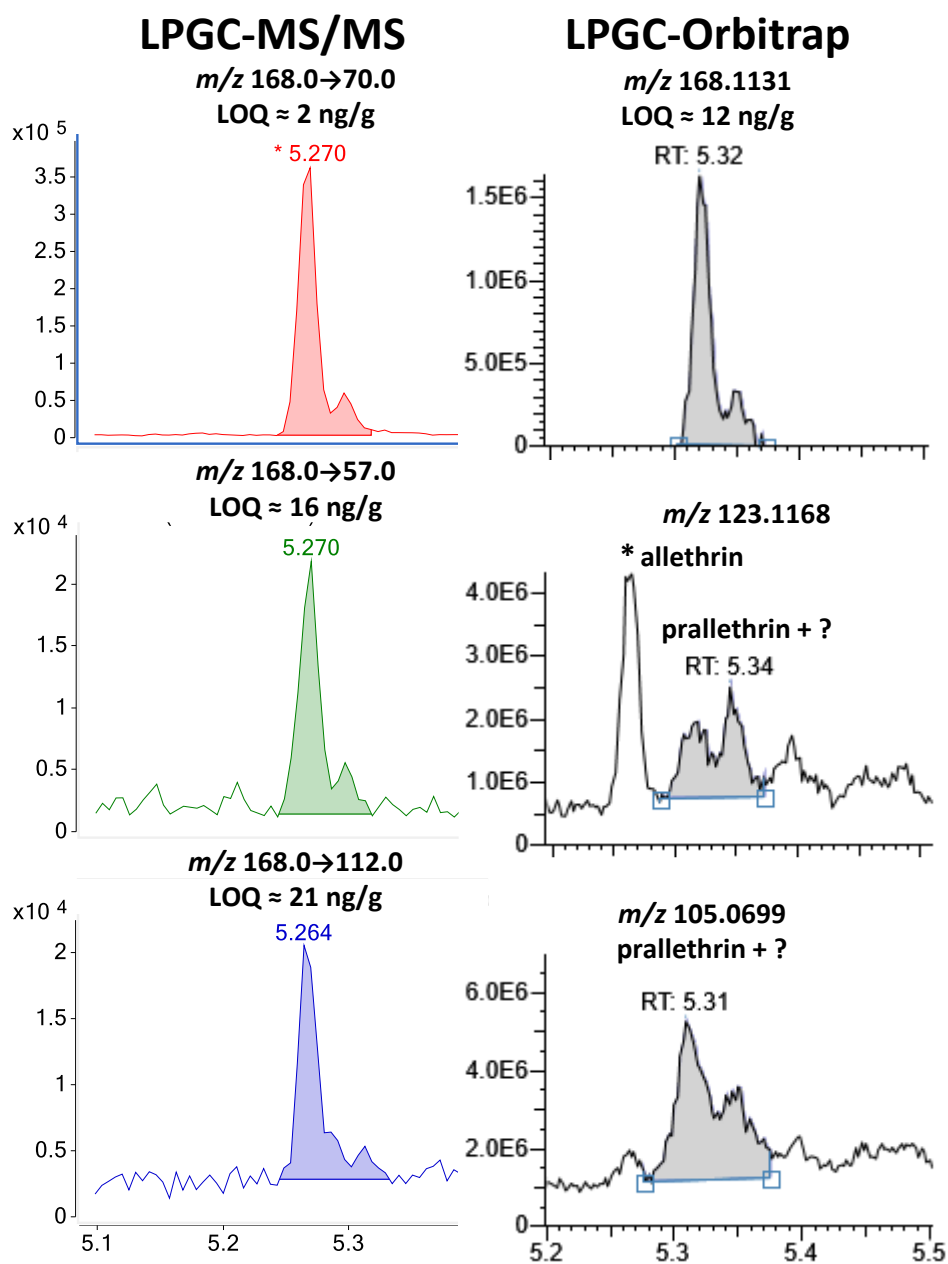 LPGC-MS/MS
m/z 168.0→70.0
LOQ ≈ 2 ng/g
x10 5
* 5.270
3.5
3
2.5
2
1.5
1
0.5
0
m/z 168.0→57.0
LOQ ≈ 16 ng/g
x10 4
5.270
2
1.5
1
0.5
0
m/z 168.0→112.0
LOQ ≈ 21 ng/g
x10 4
5.264
2
1.5
1
0.5
0
5.1 5.2 5.3
LPGC-Orbitrap
m/z 168.1131
LOQ ≈ 12 ng/g
RT: 5.32
1.5E6
1.0E6
5.0E5
0
m/z 123.1168
* allethrin
prallethrin + ?
RT: 5.34
4.0E6
3.0E6
2.0E6
1.0E6
0
m/z 105.0699
prallethrin + ?
RT: 5.31
6.0E6
4.0E6
2.0E6
0
5.2 5.3 5.4 5.5